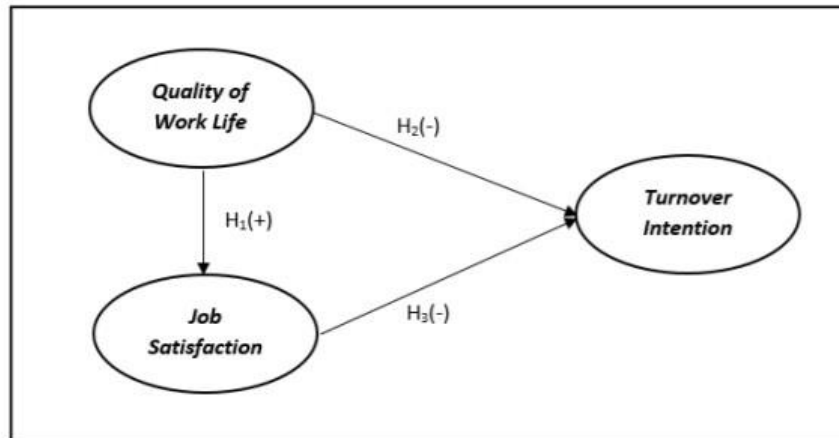 Quality of
Work Life
H₂(-)
Turnover
Intention
H₁(+)
Job
Satisfaction
H₃(-)